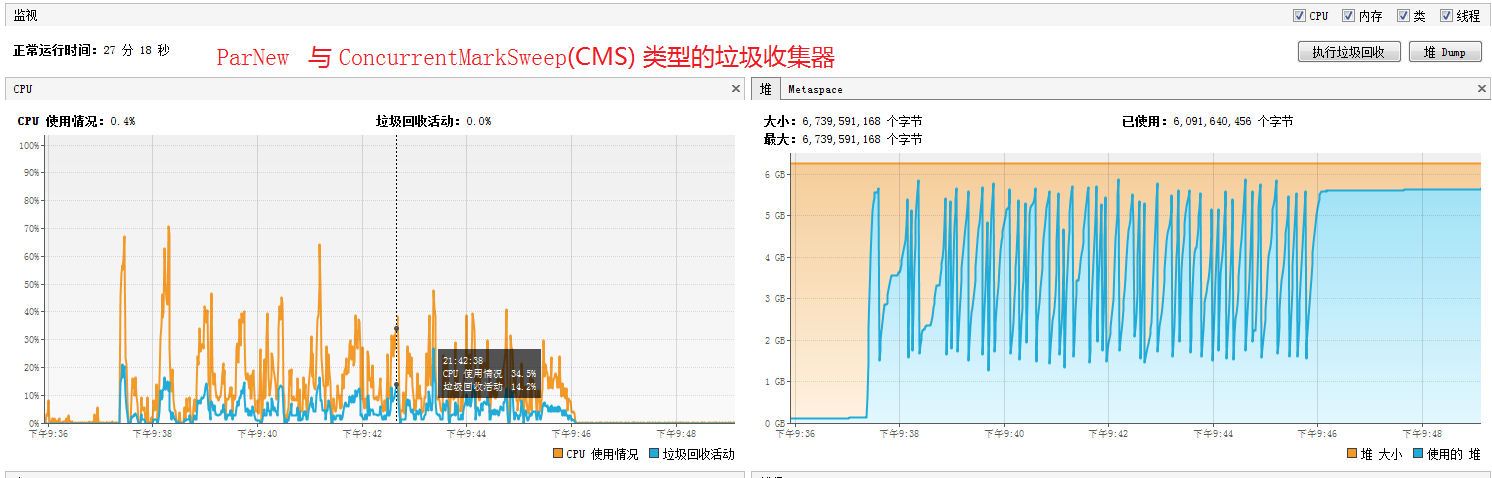 监视
CPU 内存 类 线程
正常运行时间：27 分 18 秒
ParNew 与 ConcurrentMarkSweep(CMS) 类型的垃圾收集器
执行垃圾回收 堆 Dump
CPU
CPU 使用情况：0.4% 垃圾回收活动：0.0%
100%
90%
80%
70%
60%
50%
40%
30%
20%
10%
0%
21:42:38
CPU 使用情况 34.5%
垃圾回收活动 14.2%
下午9:36 下午9:38 下午9:40 下午9:42 下午9:44 下午9:46 下午9:48
CPU 使用情况 垃圾回收活动
堆 Metaspace
大小：6,739,591,168 个字节 已使用：6,091,640,456 个字节
最大：6,739,591,168 个字节
6 GB
5 GB
4 GB
3 GB
2 GB
1 GB
0 GB
下午9:36 下午9:38 下午9:40 下午9:42 下午9:44 下午9:46 下午9:48
堆 大小 使用的 堆